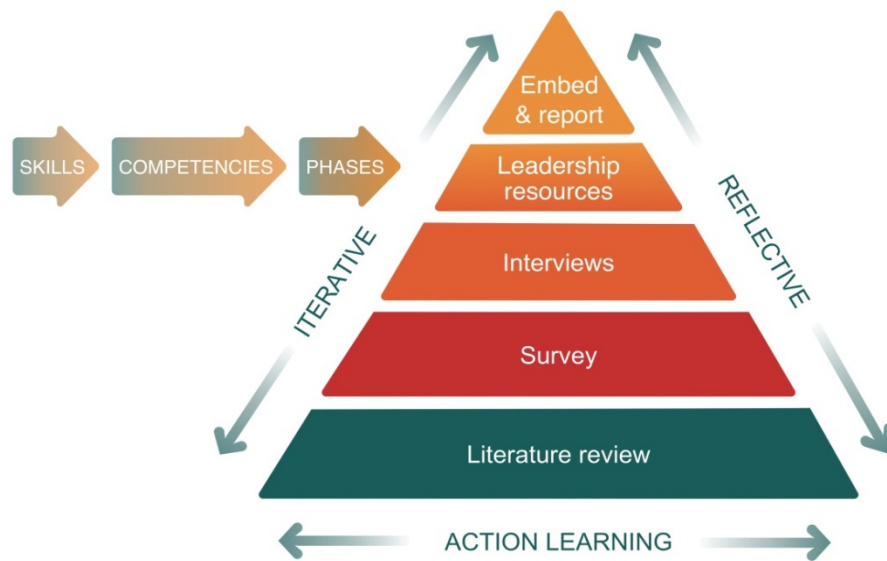 Embed
& report
SKILLS
COMPETENCIES
PHASES
Leadership
resources
Interviews
ITERATIVE
REFLECTIVE
Survey
Literature review
ACTION LEARNING